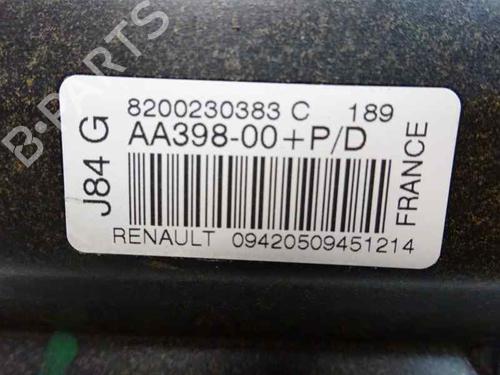 B-PARTS
8200230383 C 189
AA398-00+P/D
J84 G
FRANCE
RENAULT 09420509451214